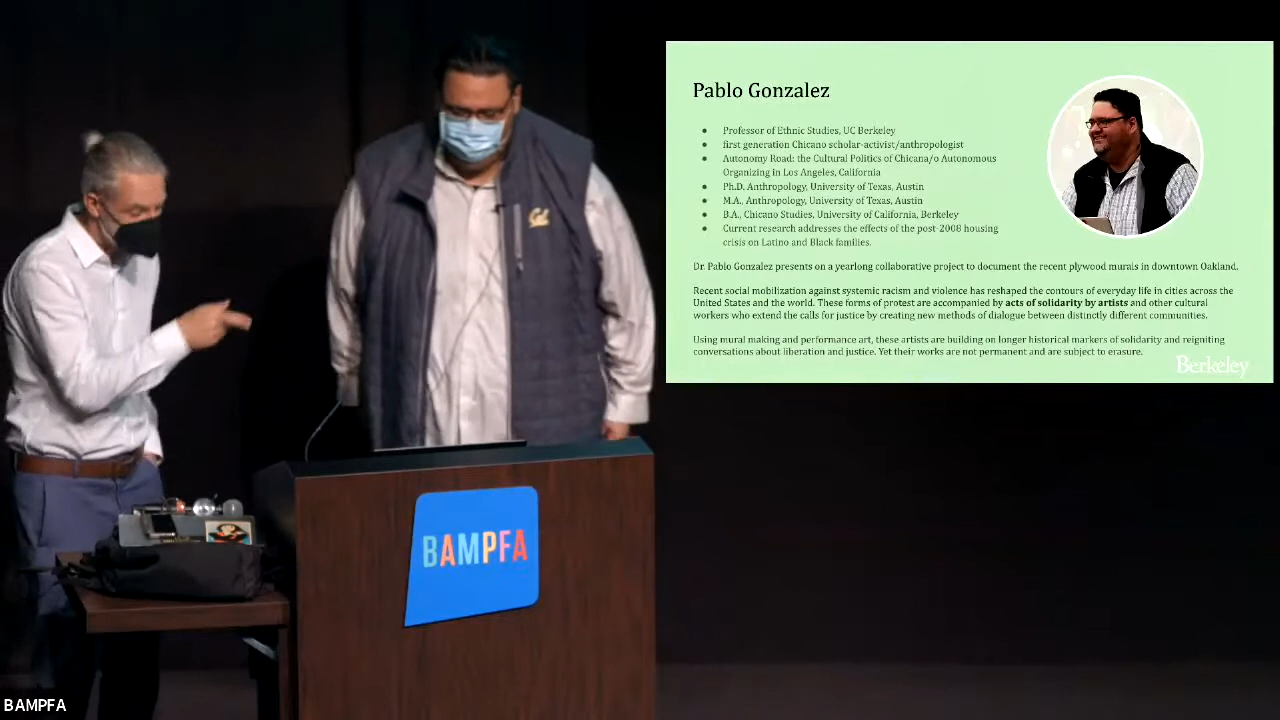 Pablo Gonzalez
● Professor of Ethnic Studies, UC Berkeley
● first generation Chicano scholar-activist/anthropologist
● Autonomy Road: the Cultural Politics of Chicana/o Autonomous
Organizing in Los Angeles, California
● Ph.D. Anthropology, University of Texas, Austin
● M.A., Anthropology, University of Texas, Austin
● B.A., Chicano Studies, University of California, Berkeley
● Current research addresses the effects of the post-2008 housing
crisis on Latino and Black families.
Dr. Pablo Gonzalez presents on a yearlong collaborative project to document the recent plywood murals in downtown Oakland.
Recent social mobilization against systemic racism and violence has reshaped the contours of everyday life in cities across the
United States and the world. These forms of protest are accompanied by acts of solidarity by artists and other cultural
workers who extend the calls for justice by creating new methods of dialogue between distinctly different communities.
Using mural making and performance art, these artists are building on longer historical markers of solidarity and reigniting
conversations about liberation and justice. Yet their works are not permanent and are subject to erasure.
Berkeley
Cal
BAMPFA
BAMPFA